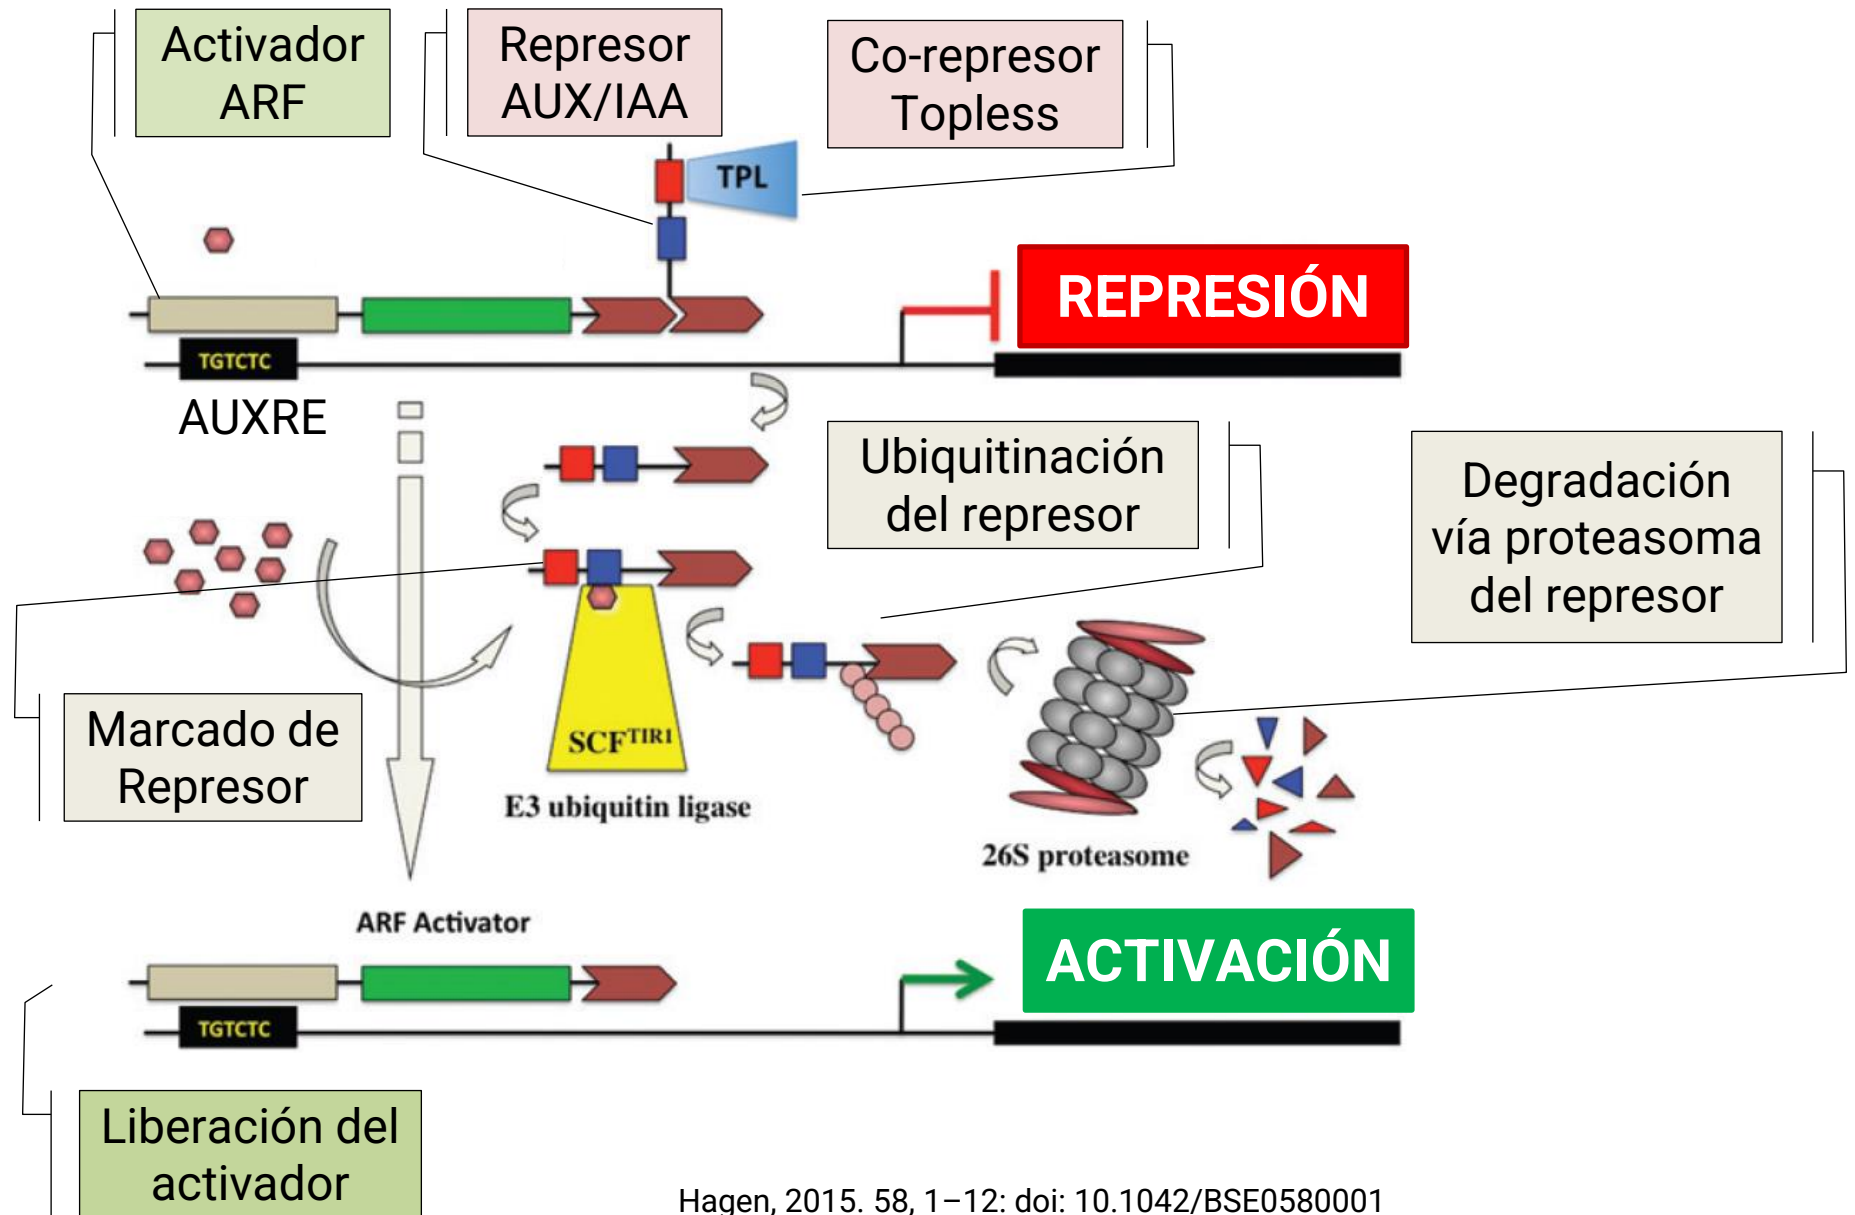 Activador
ARF
Represor
AUX/IAA
Co-represor
Topless
TPL
REPRESIÓN
TGTCTC
AUXRE
Ubiquitinación
del represor
Degradación
vía proteasoma
del represor
Marcado de
Represor
SCFTIR1
E3 ubiquitin ligase
26S proteasome
ARF Activator
ACTIVACIÓN
TGTCTC
Liberación del
activador
Hagen, 2015. 58, 1–12: doi: 10.1042/BSE0580001